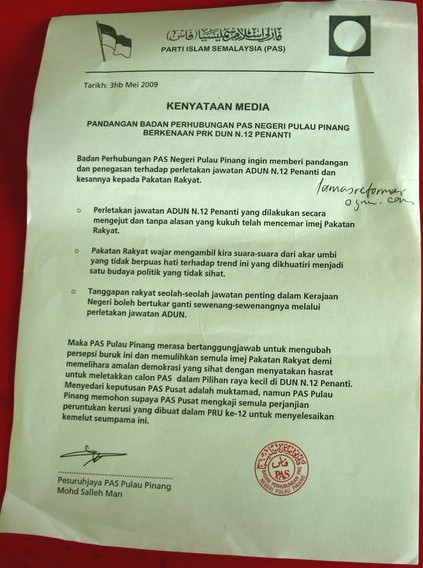 PARTI ISLAM SEMALAYSIA (PAS)
Tarikh: 3hb Mei 2009
KENYATAAN MEDIA
PANDANGAN BADAN PERHUBUNGAN PAS NEGERI PULAU PINANG
BERKENAAN PRK DUN N.12 PENANTI
Badan Perhubungan PAS Negeri Pulau Pinang ingin memberi pandangan
dan penegasan terhadap perletakan jawatan ADUN N.12 Penanti dan
kesannya kepada Pakatan Rakyat.
Perletakan jawatan ADUN N.12 Penanti yang dilakukan secara
mengejut dan tanpa alasan yang kukuh telah mencemar imej Pakatan
Rakyat.
Pakatan Rakyat wajar mengambil kira suara-suara dari akar umbi
yang tidak berpuas hati terhadap trend ini yang dikhuatiri menjadi
satu budaya politik yang tidak sihat.
Tanggapan rakyat seolah-seolah jawatan penting dalam Kerajaan
Negeri boleh bertukar ganti sewenang-sewenangnya melalui
perletakan jawatan ADUN.
Maka PAS Pulau Pinang merasa bertanggungjawab untuk mengubah
persepsi buruk ini dan memulihkan semula imej Pakatan Rakyat demi
memelihara amalan demokrasi yang sihat dengan menyatakan hasrat
untuk meletakkan calon PAS dalam Pilihan raya kecil di DUN N.12 Penanti.
Menyedari keputusan PAS Pusat adalah muktamad, namun PAS Pulau
Pinang memohon supaya PAS Pusat mengkaji semula perjanjian
peruntukan kerusi yang dibuat dalam PRU ke-12 untuk menyelesaikan
kemelut seumpama ini.
Pesuruhjaya PAS Pulau Pinang
Mohd Salleh Man
PAS
BADAN PERHUBUNGAN PAS
NEGERI PULAU PINANG